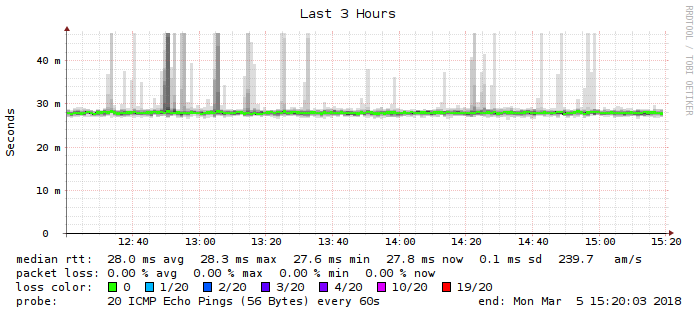 Last 3 Hours
RRDTOOL / TOBI OETIKER
Seconds
40 m
30 m
20 m
10 m
0
12:40 13:00 13:20 13:40 14:00 14:20 14:40 15:00 15:20
median rtt: 28.0 ms avg 28.3 ms max 27.6 ms min 27.8 ms now 0.1 ms sd 239.7 am/s
packet loss: 0.00 % avg 0.00 % max 0.00 % min 0.00 % now
loss color: 0 1/20 2/20 3/20 4/20 10/20 19/20
probe: 20 ICMP Echo Pings (56 Bytes) every 60s end: Mon Mar 5 15:20:03 2018